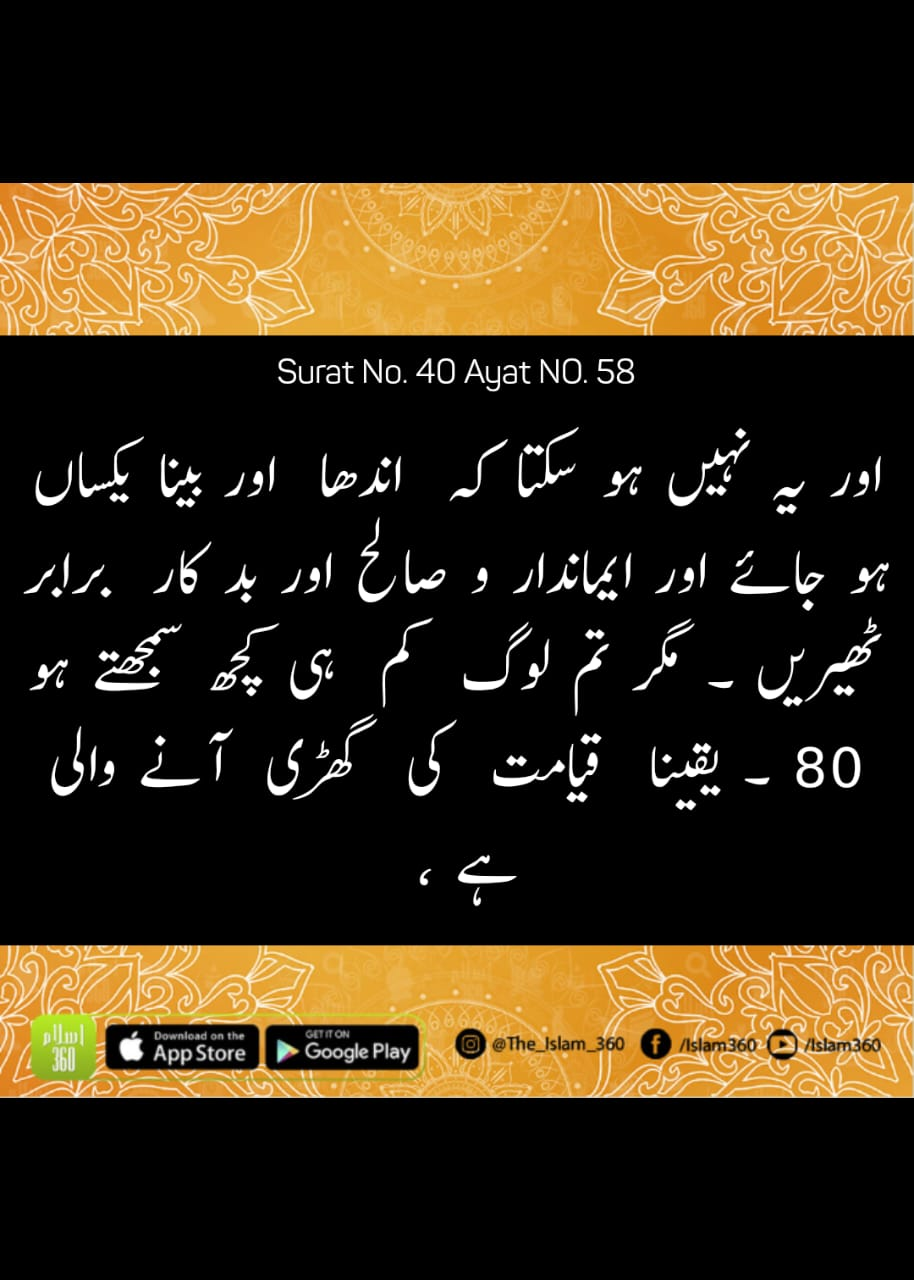 Surat No. 40 Ayat NO. 58
اور یہ نہیں ہو سکتا کہ اندھا اور بینا یکساں
ہو جائے اور ایماندار و صالح اور بد کار برابر
ٹھیریں ۔ مگر تم لوگ کم ہی کچھ سمجھتے ہو
80 ۔ یقینا قیامت کی گھڑی آنے والی
ہے ،
اسلام
360
Download on the
App Store
GET IT ON
Google Play
@The_Islam_360
/Islam360
/Islam360